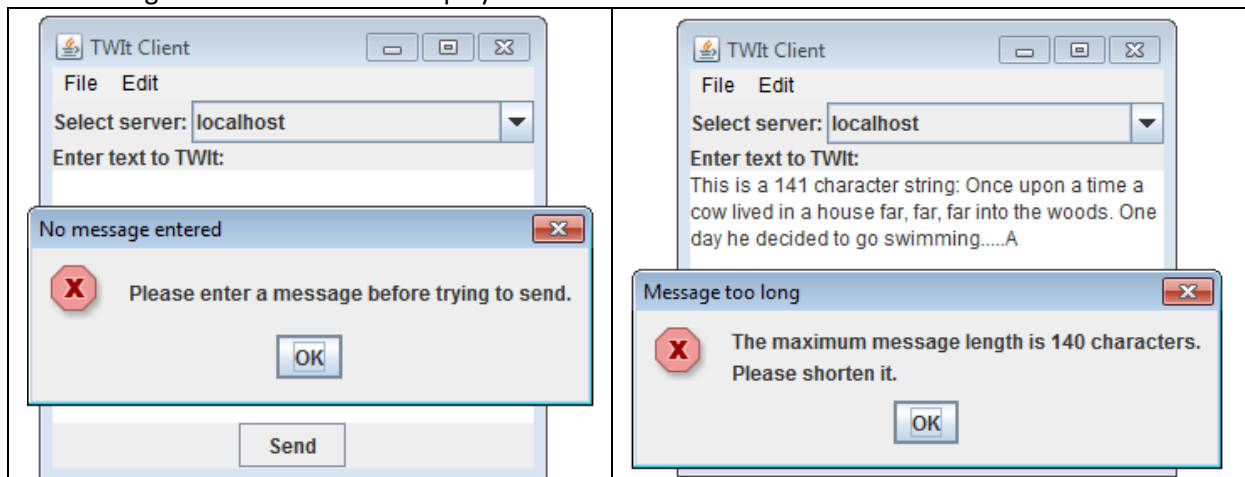 TWIt Client
File Edit
Select server: localhost
Enter text to TWIt:
No message entered
Please enter a message before trying to send.
OK
Send
TWIt Client
File Edit
Select server: localhost
Enter text to TWIt:
This is a 141 character string: Once upon a time a
cow lived in a house far, far, far into the woods. One
day he decided to go swimming.....A
Message too long
The maximum message length is 140 characters.
Please shorten it.
OK